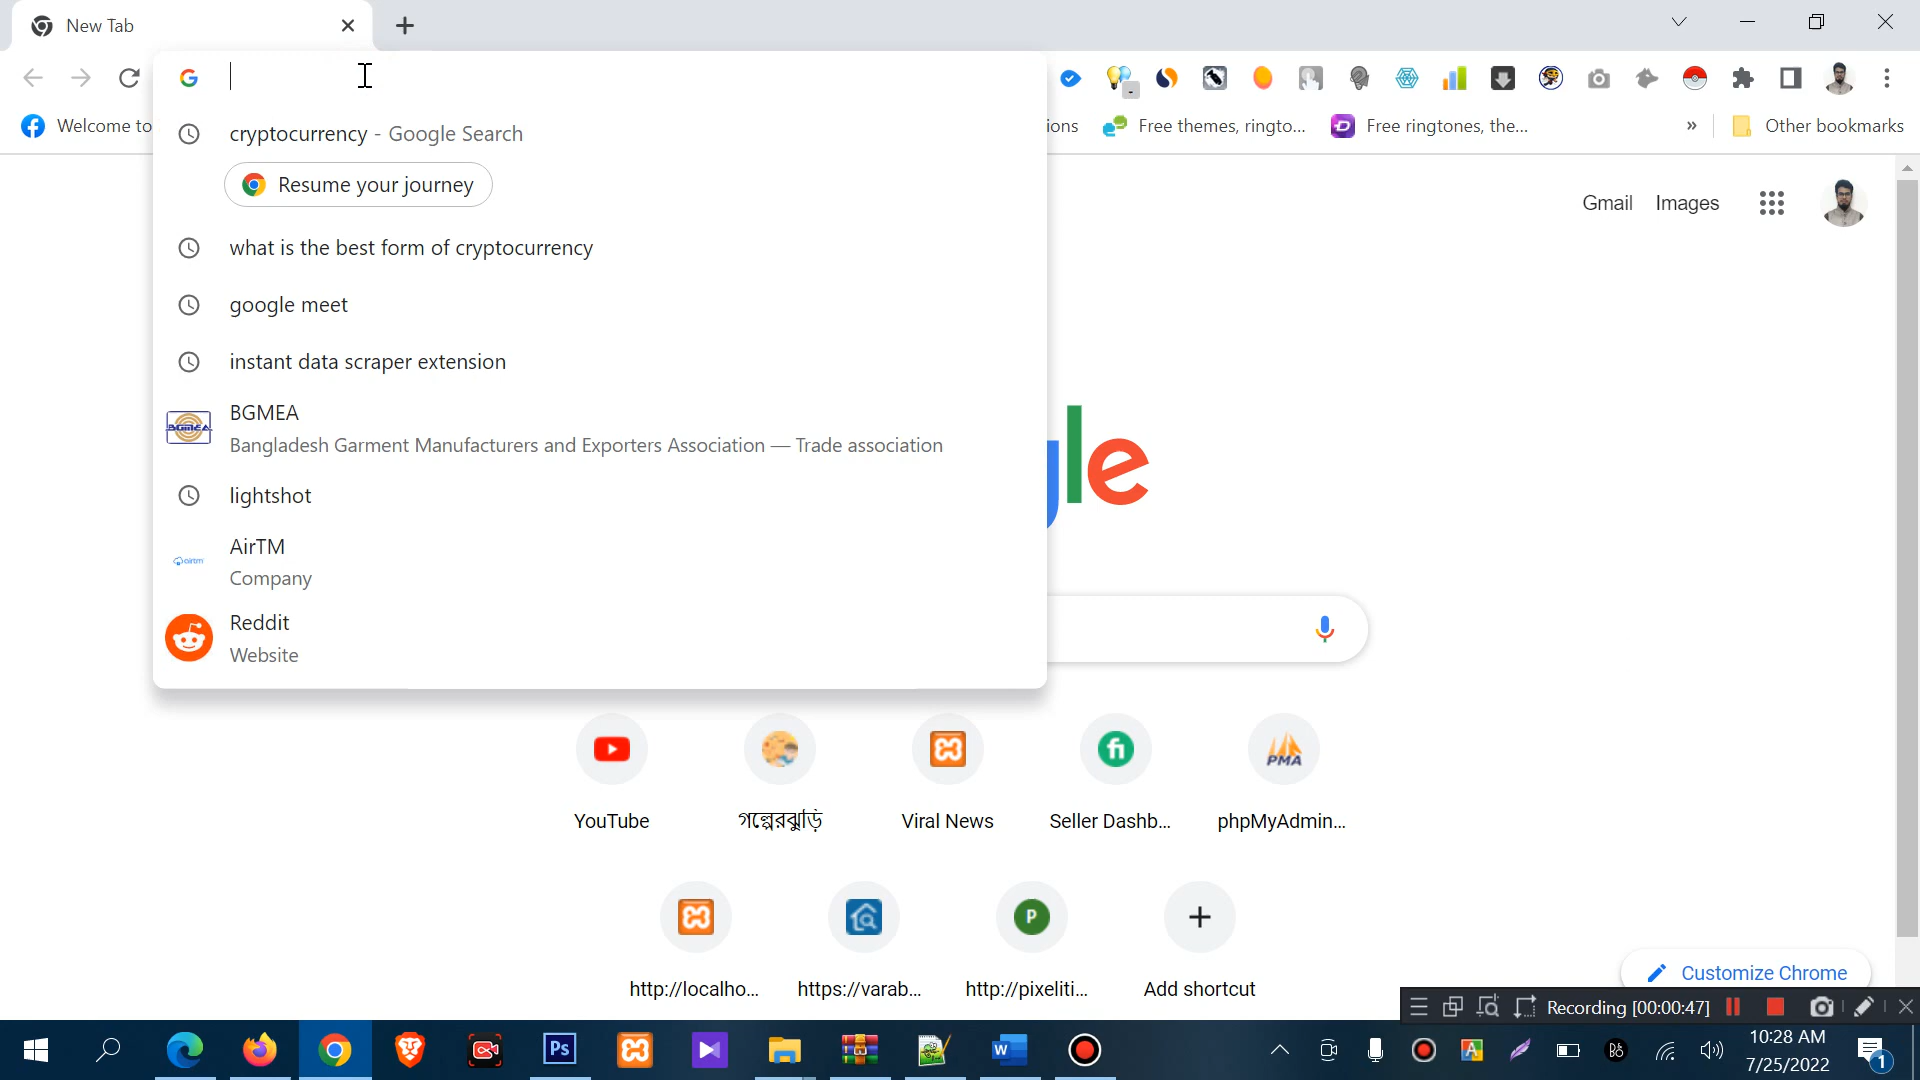 New Tab
cryptocurrency - Google Search
Resume your journey
what is the best form of cryptocurrency
google meet
instant data scraper extension
BGMEA
Bangladesh Garment Manufacturers and Exporters Association — Trade association
lightshot
AirTM
Company
Reddit
Website
Welcome to
ions
Free themes, ringto...
Free ringtones, the...
»
Other bookmarks
Gmail
Images
le
YouTube
গল্পেরঝুড়ি
Viral News
Seller Dashb...
phpMyAdmin...
http://localho...
https://varab...
http://pixeliti...
Add shortcut
Customize Chrome
Recording [00:00:47]
10:28 AM
7/25/2022
1
BGMEA
airtm
fi
PMA
P
Ps
W